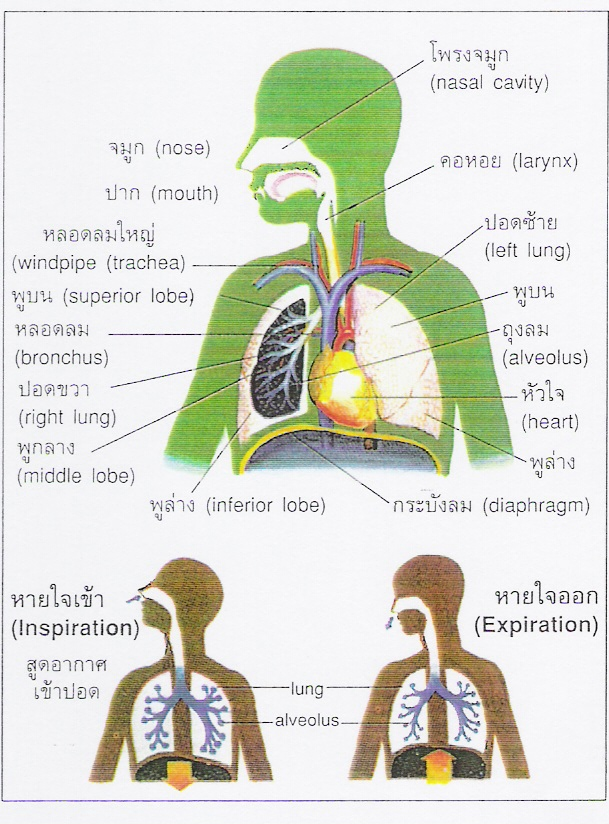 โพรงจมูก
(nasal cavity)
จมูก (nose)
คอหอย (larynx)
ปาก (mouth)
ปอดซ้าย
(left lung)
หลอดลมใหญ่
(windpipe (trachea)
พูบน (superior lobe)
พูบน
หลอดลม
(bronchus)
ถุงลม
(alveolus)
ปอดขวา
(right lung)
หัวใจ
(heart)
พูกลาง
(middle lobe)
พูล่าง
พูล่าง (inferior lobe)
กระบังลม (diaphragm)
หายใจเข้า
(Inspiration)
สูดอากาศ
เข้าปอด
หายใจออก
(Expiration)
lung
alveolus